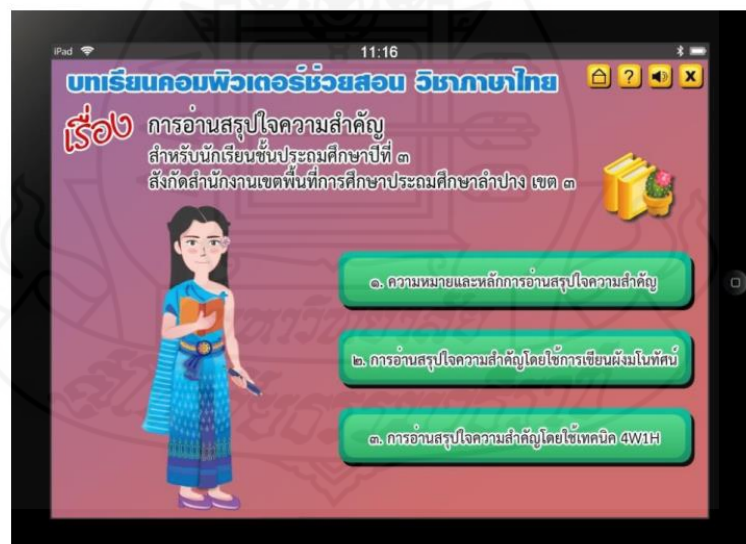 iPad 11:16
บทเรียนคอมพิวเตอร์ช่วยสอน วิชาภาษาไทย
? X
เรื่อง การอ่านสรุปใจความสำคัญ
สำหรับนักเรียนชั้นประถมศึกษาปีที่ ๓
สังกัดสำนักงานเขตพื้นที่การศึกษาประถมศึกษาลำปาง เขต ๓
๑. ความหมายและหลักการอ่านสรุปใจความสำคัญ
๒. การอ่านสรุปใจความสำคัญโดยใช้การเขียนผังมโนทัศน์
๓. การอ่านสรุปใจความสำคัญโดยใช้เทคนิค 4W1H